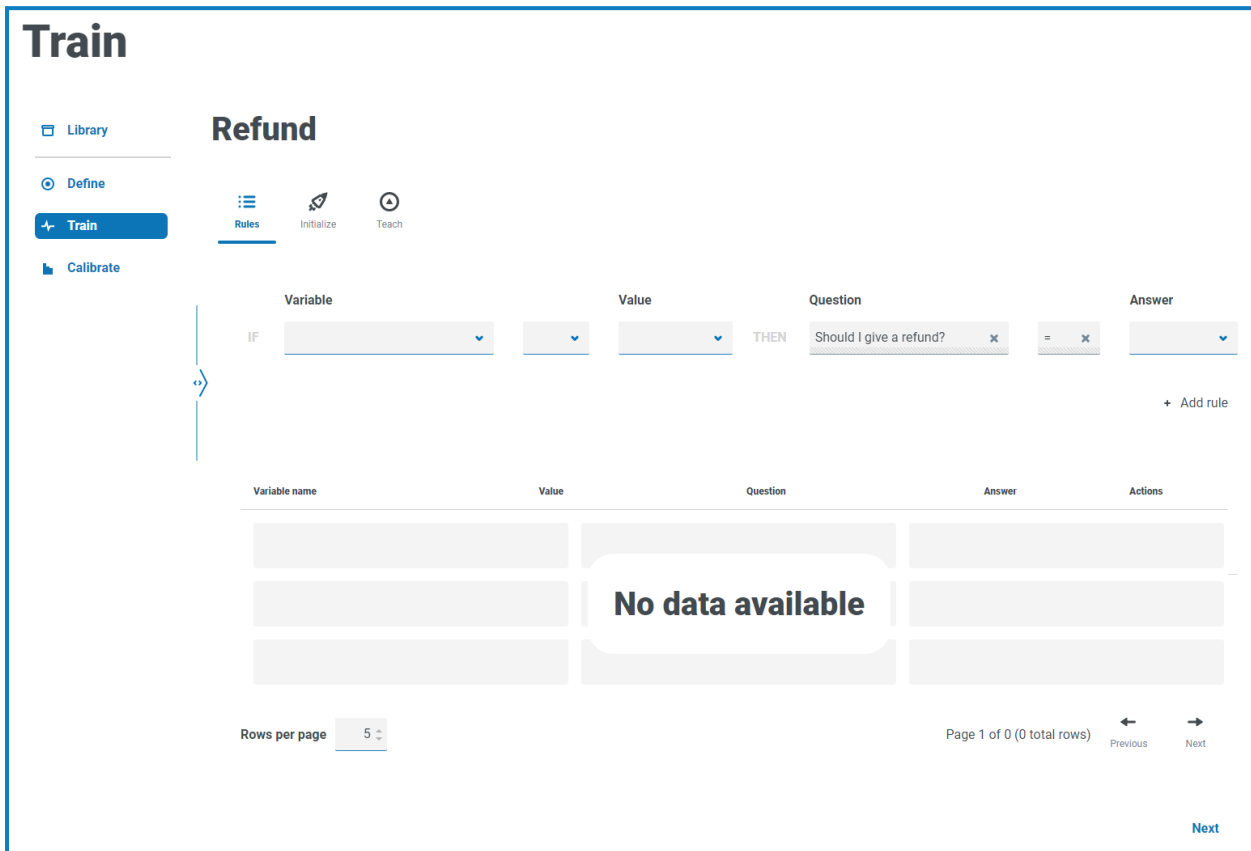 Train
Library
Define
Train
Calibrate
Refund
Rules Initialize Teach
Variable Value Question Answer
IF THEN Should I give a refund? =
+ Add rule
Variable name Value Question Answer Actions
No data available
Rows per page 5 Page 1 of 0 (0 total rows) Previous Next
Next